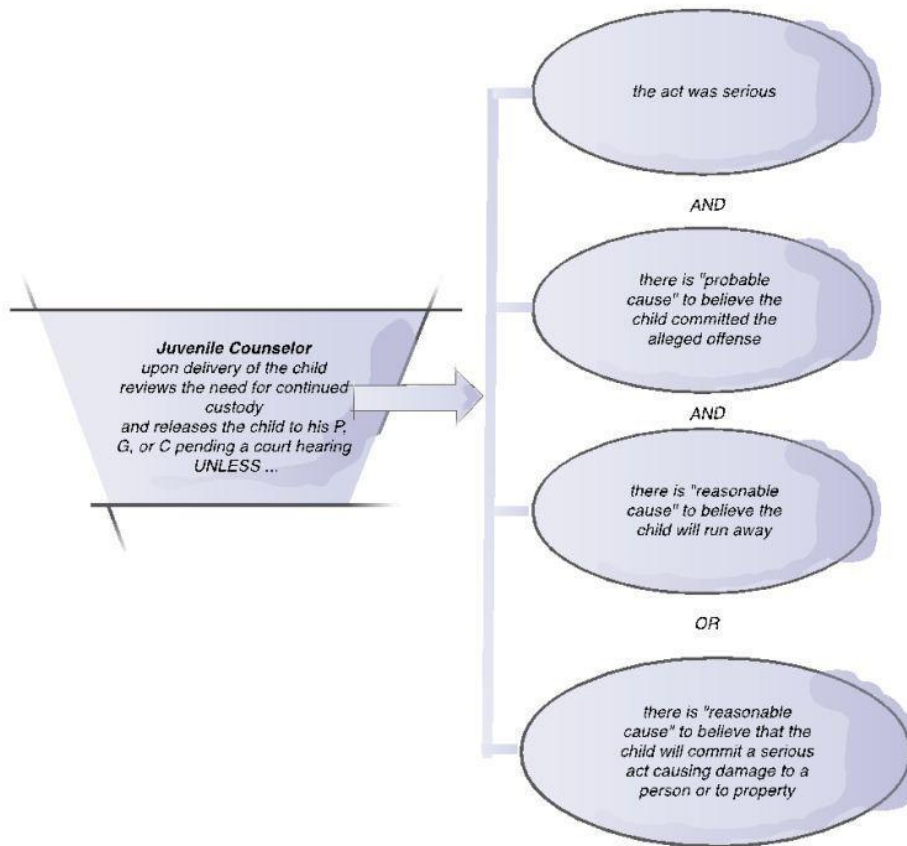 the act was serious
AND
there is "probable
cause" to believe the
child committed the
alleged offense
Juvenile Counselor
upon delivery of the child
reviews the need for continued
custody
and releases the child to his P,
G, or C pending a court hearing
UNLESS ...
AND
there is "reasonable
cause" to believe the
child will run away
OR
there is "reasonable
cause" to believe that the
child will commit a serious
act causing damage to a
person or to property